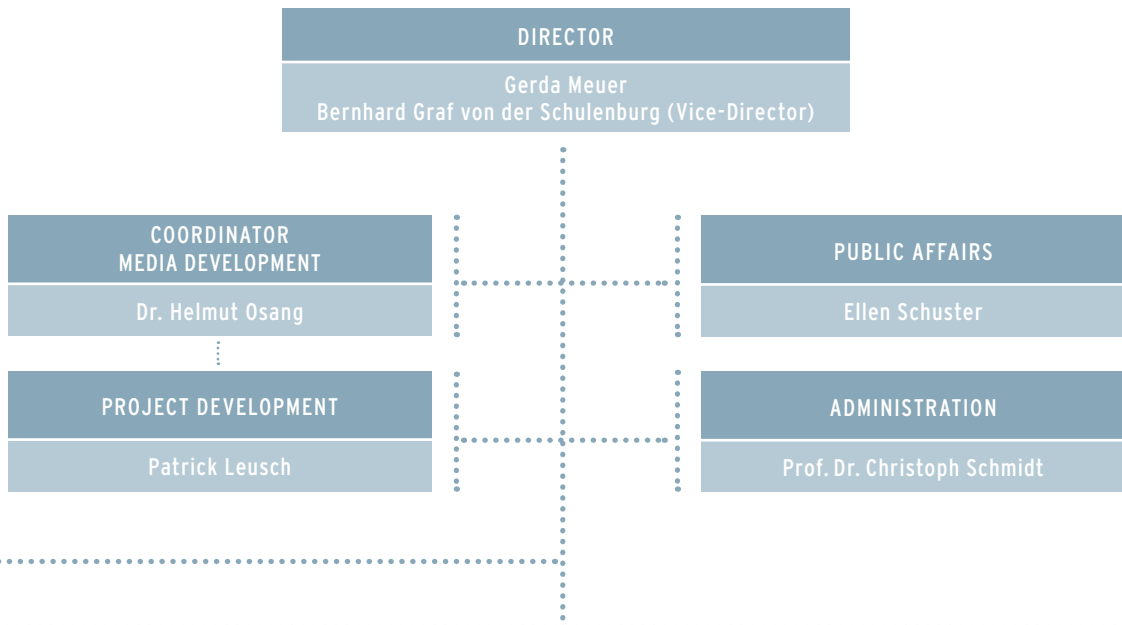 DIRECTOR
Gerda Meuer
Bernhard Graf von der Schulenburg (Vice-Director)
COORDINATOR
MEDIA DEVELOPMENT
Dr. Helmut Osang
PUBLIC AFFAIRS
Ellen Schuster
PROJECT DEVELOPMENT
Patrick Leusch
ADMINISTRATION
Prof. Dr. Christoph Schmidt